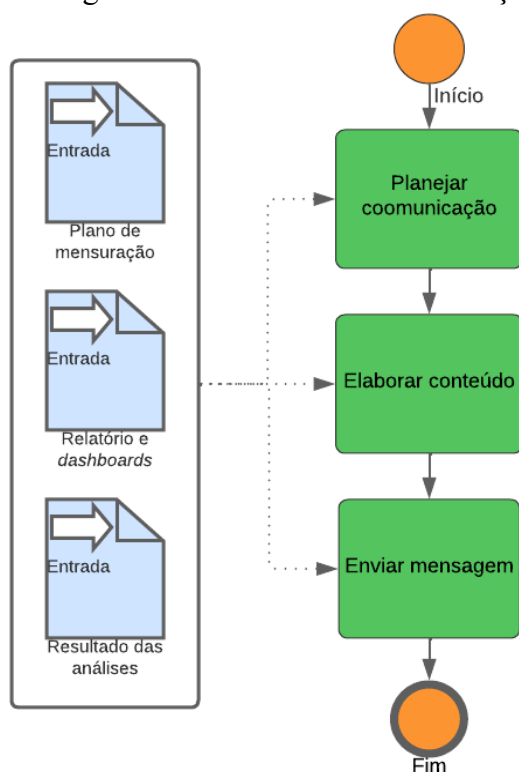 Início
Entrada
Plano de
mensuração
Entrada
Relatório e
dashboards
Entrada
Resultado das
análises
Planejar
coomunicação
Elaborar conteúdo
Enviar mensagem
Fim